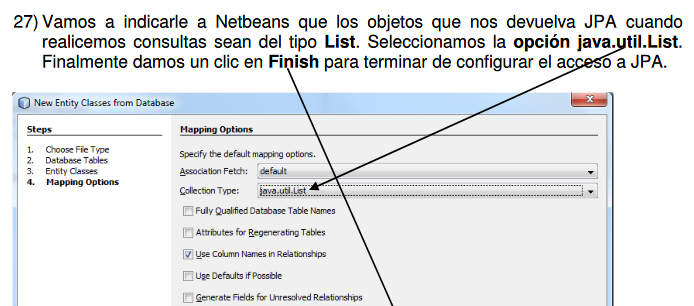 27) Vamos a indicarle a Netbeans que los objetos que nos devuelva JPA cuando
realicemos consultas sean del tipo List. Seleccionamos la opción java.util.List.
Finalmente damos un clic en Finish para terminar de configurar el acceso a JPA.
New Entity Classes from Database
Steps
1. Choose File Type
2. Database Tables
3. Entity Classes
4. Mapping Options
Mapping Options
Specify the default mapping options.
Association Fetch: default
Collection Type: java.util.List
Fully Qualified Database Table Names
Attributes for Regenerating Tables
Use Column Names in Relationships
Use Defaults if Possible
Generate Fields for Unresolved Relationships